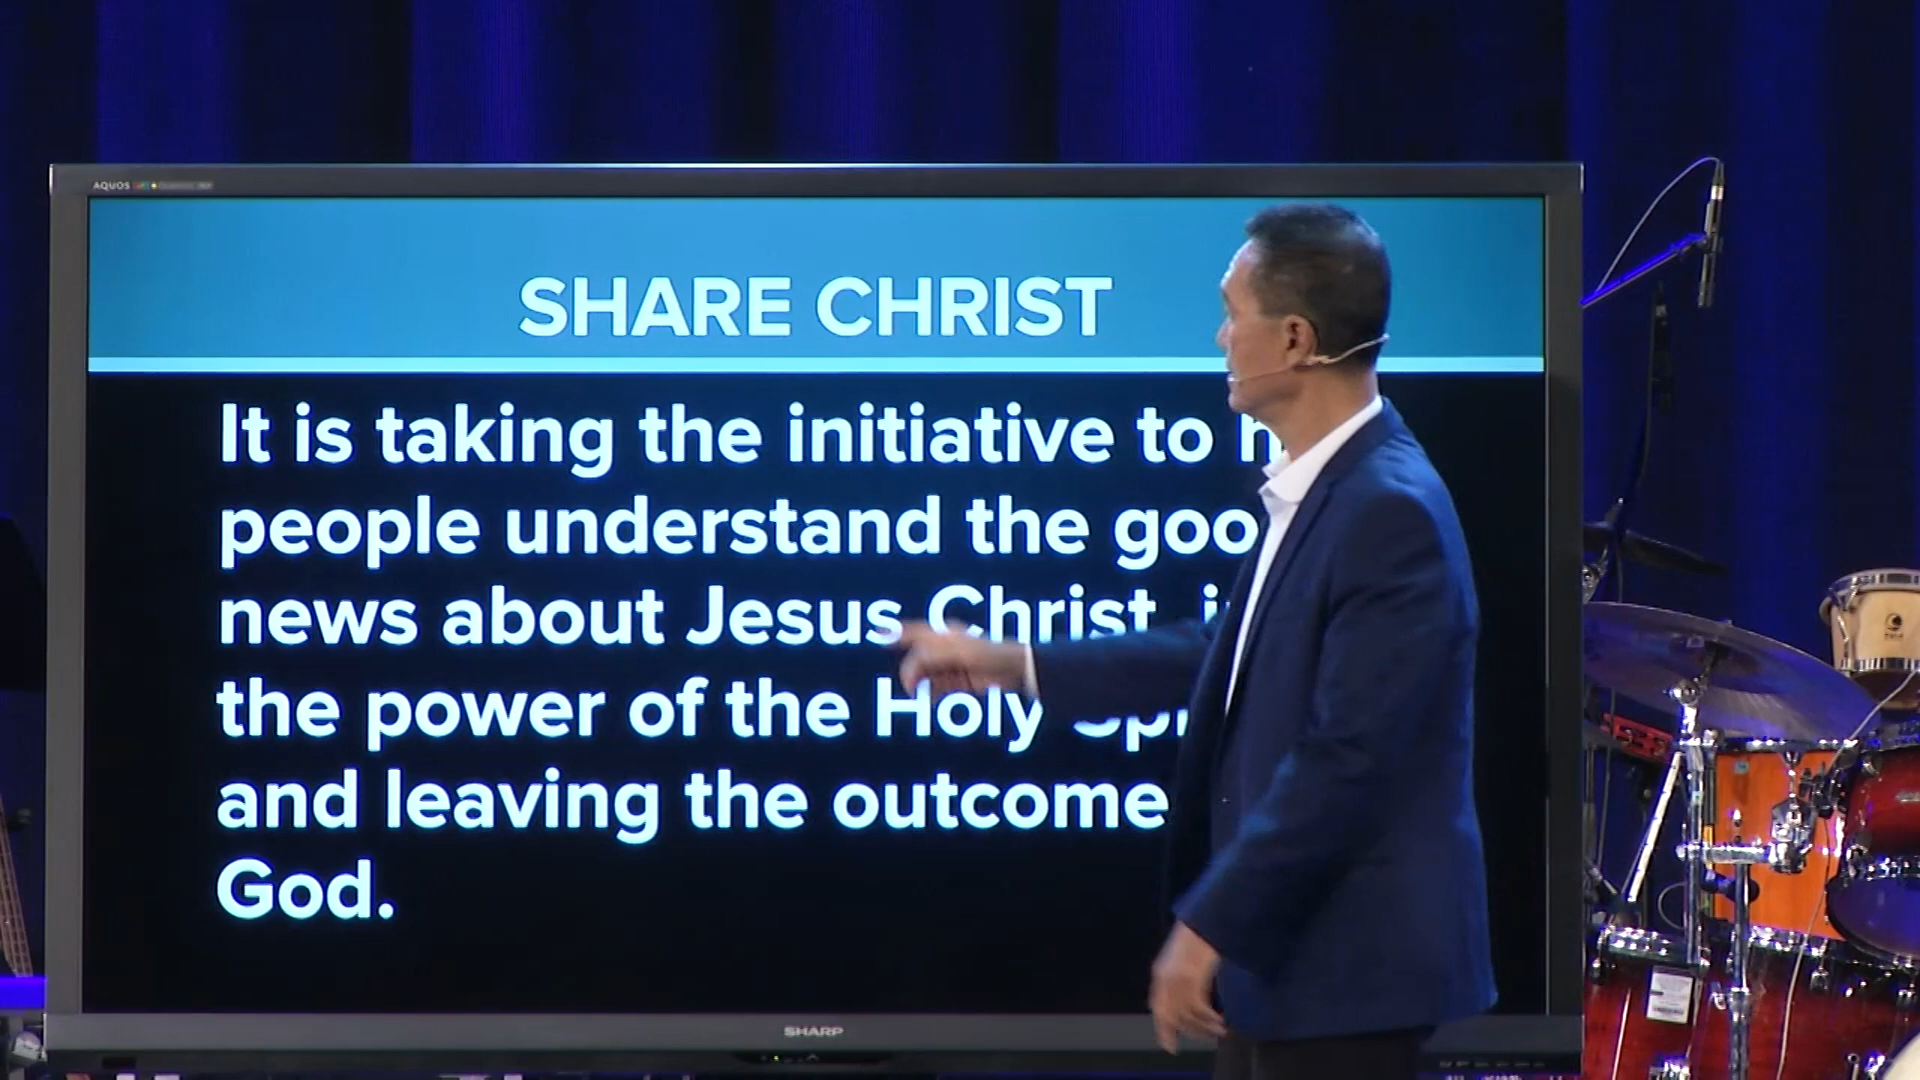 AQUOS
SHARE CHRIST
It is taking the initiative to
people understand the
news about Jesus Christ,
the power of the Holy
and leaving the outcome
God.
SHARP